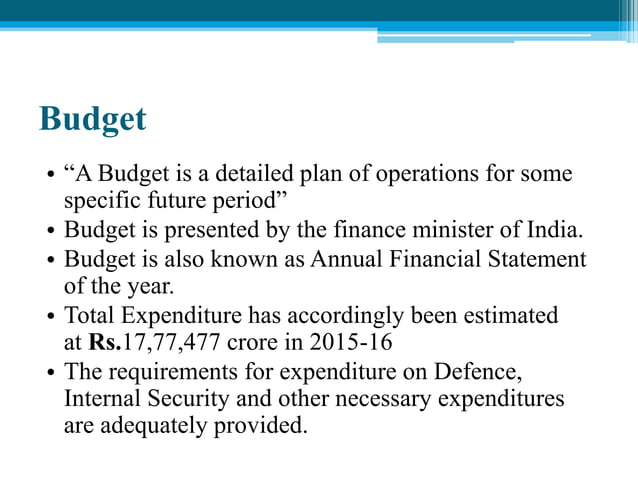 Budget
• “A Budget is a detailed plan of operations for some
specific future period”
• Budget is presented by the finance minister of India.
• Budget is also known as Annual Financial Statement
of the year.
• Total Expenditure has accordingly been estimated
at Rs.17,77,477 crore in 2015-16
• The requirements for expenditure on Defence,
Internal Security and other necessary expenditures
are adequately provided.